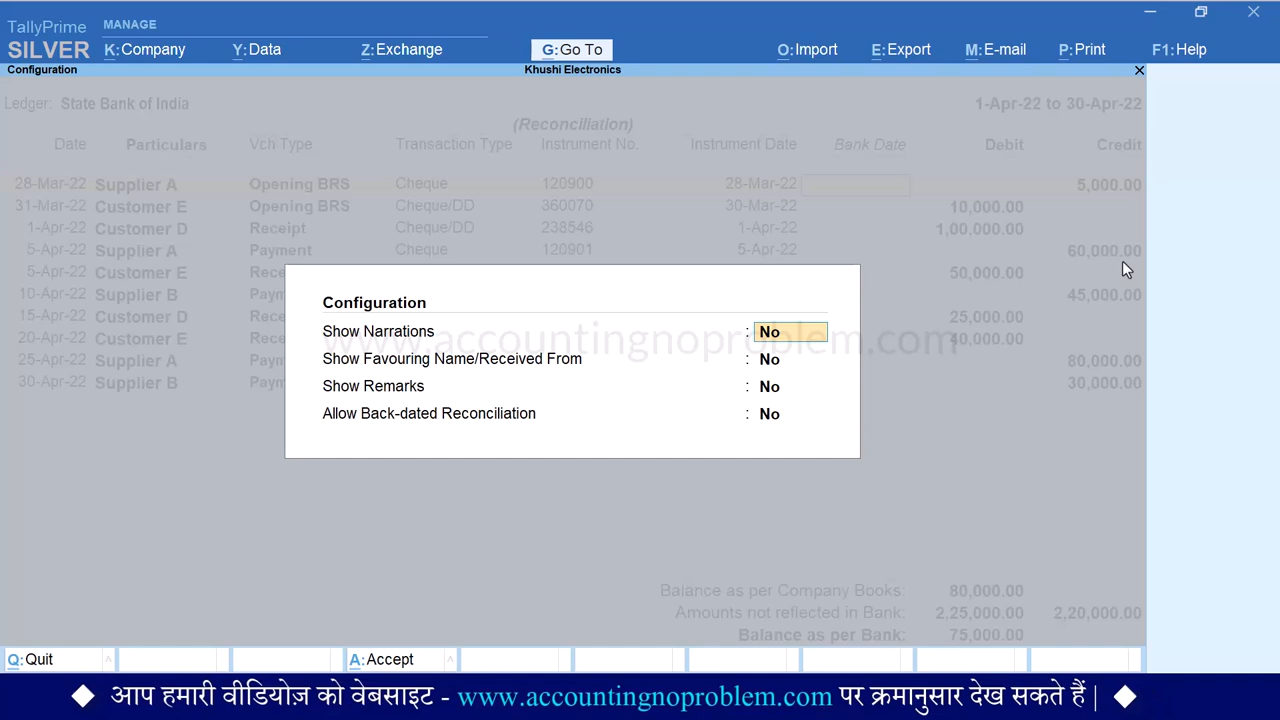 TallyPrime MANAGE
SILVER K:Company Y:Data Z:Exchange G:Go To O:Import E:Export M:E-mail P:Print F1:Help
Configuration Khushi Electronics
Ledger: State Bank of India 1-Apr-22 to 30-Apr-22
(Reconciliation)
Date Particulars Vch Type Transaction Type Instrument No. Instrument Date Bank Date Debit Credit
28-Mar-22 Supplier A Opening BRS Cheque 120900 28-Mar-22 5,000.00
31-Mar-22 Customer E Opening BRS Cheque/DD 360070 30-Mar-22 10,000.00
1-Apr-22 Customer D Receipt Cheque/DD 238546 1-Apr-22 1,00,000.00
5-Apr-22 Supplier A Payment Cheque 120901 5-Apr-22 60,000.00
5-Apr-22 Customer E Rece 50,000.00
10-Apr-22 Supplier B Payn 45,000.00
15-Apr-22 Customer D Rece 25,000.00
20-Apr-22 Customer E Rece 40,000.00
25-Apr-22 Supplier A Payn 80,000.00
30-Apr-22 Supplier B Payn 30,000.00
Configuration
Show Narrations : No
www.accountingnoproblem.com
Show Favouring Name/Received From : No
Show Remarks : No
Allow Back-dated Reconciliation : No
Balance as per Company Books: 80,000.00
Amounts not reflected in Bank: 2,25,000.00 2,20,000.00
Balance as per Bank: 75,000.00
Q:Quit A:Accept
आप हमारी वीडियोज़ को वेबसाइट - www.accountingnoproblem.com पर क्रमानुसार देख सकते हैं |